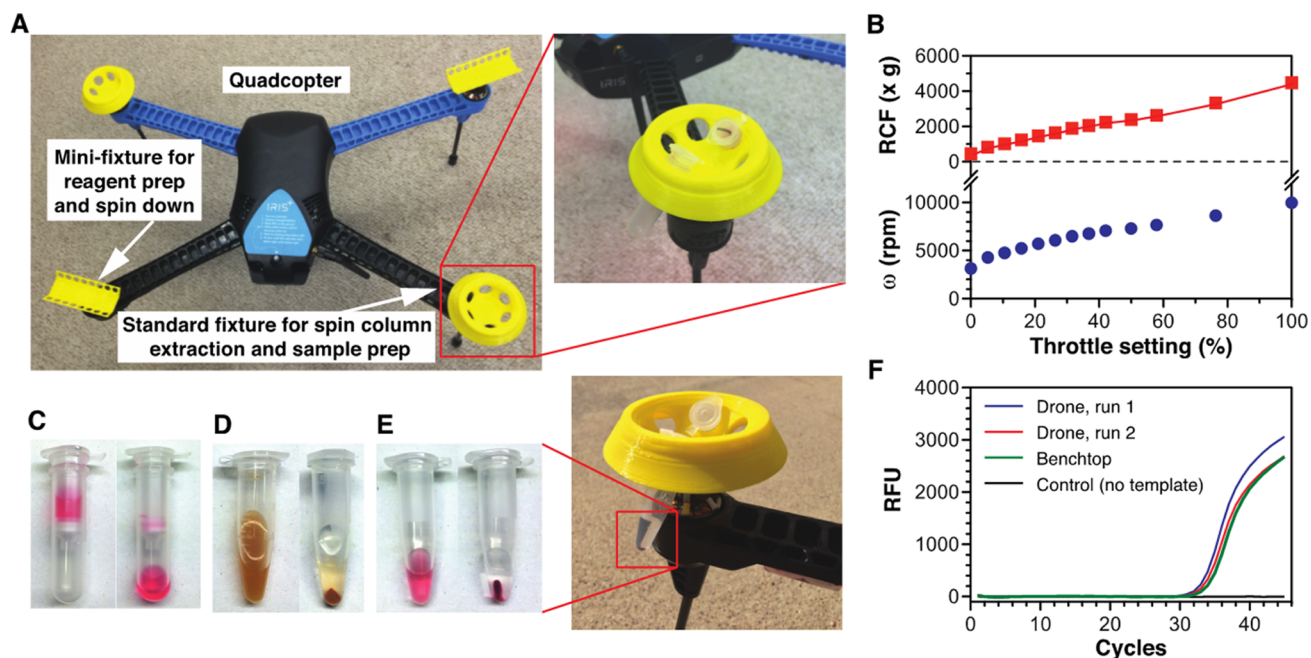 A
Quadcopter
Mini-fixture for
reagent prep
and spin down
Standard fixture for spin column
extraction and sample prep
IRIS+
IRIS
B
RCF (x g)
6000
4000
2000
0
ω (rpm)
10000
5000
0
0 20 40 60 80 100
Throttle setting (%)
C
D
E
F
RFU
4000
3000
2000
1000
0
Drone, run 1
Drone, run 2
Benchtop
Control (no template)
0 10 20 30 40
Cycles